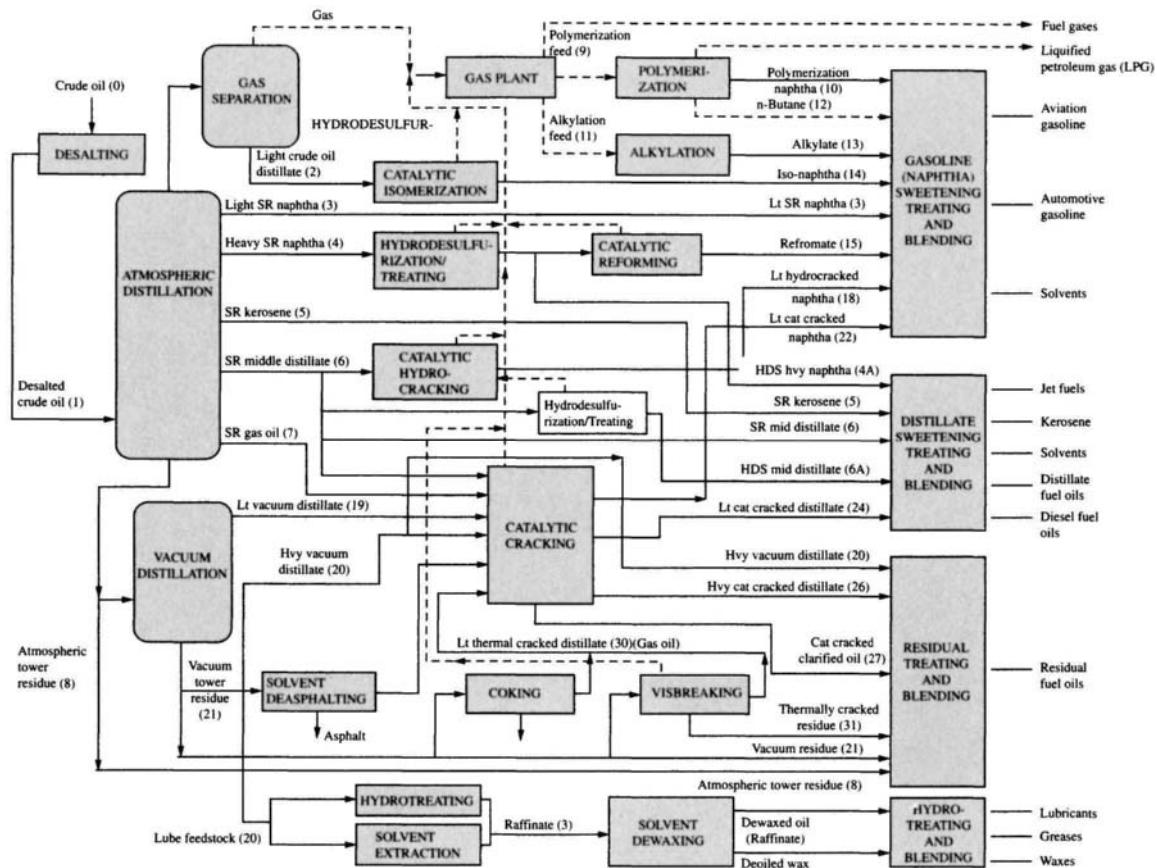 Gas
Fuel gases
Polymerization
feed (9)
Liquified
petroleum gas (LPG)
GAS
SEPARATION
GAS PLANT
POLYMERI-
ZATION
Polymerization
naphtha (10)
n-Butane (12)
Crude oil (0)
Aviation
gasoline
HYDRODESULFUR-
Alkylation
feed (11)
DESALTING
ALKYLATION
Alkylate (13)
GASOLINE
(NAPHTHA)
SWEETENING
TREATING
AND
BLENDING
Light crude oil
distillate (2)
CATALYTIC
ISOMERIZATION
Iso-naphtha (14)
Light SR naphtha (3)
Lt SR naphtha (3)
Automotive
gasoline
Heavy SR naphtha (4)
HYDRODESULFU-
RIZATION/
TREATING
CATALYTIC
REFORMING
Refromate (15)
ATMOSPHERIC
DISTILLATION
Lt hydrocracked
naphtha (18)
Solvents
SR kerosene (5)
Lt cat cracked
naphtha (22)
SR middle distillate (6)
CATALYTIC
HYDRO-
CRACKING
HDS hvy naphtha (4A)
Jet fuels
Desalted
crude oil (1)
Hydrodesulfu-
rization/Treating
SR kerosene (5)
Kerosene
DISTILLATE
SWEETENING
TREATING
AND
BLENDING
SR gas oil (7)
SR mid distillate (6)
Solvents
HDS mid distillate (6A)
Distillate
fuel oils
Lt vacuum distillate (19)
CATALYTIC
CRACKING
Lt cat cracked distillate (24)
Diesel fuel
oils
VACUUM
DISTILLATION
Hvy vacuum
distillate (20)
Hvy vacuum distillate (20)
Hvy cat cracked distillate (26)
Atmospheric
tower
residue (8)
Lt thermal cracked distillate (30)(Gas oil)
Cat cracked
clarified oil (27)
RESIDUAL
TREATING
AND
BLENDING
Residual
fuel oils
Vacuum
tower
residue
(21)
SOLVENT
DEASPHALTING
COKING
VISBREAKING
Thermally cracked
residue (31)
Asphalt
Vacuum residue (21)
Atmospheric tower residue (8)
HYDROTREATING
Lube feedstock (20)
SOLVENT
EXTRACTION
Raffinate (3)
SOLVENT
DEWAXING
Dewaxed oil
(Raffinate)
Deoiled wax
HYDRO-
TREATING
AND
BLENDING
Lubricants
Greases
Waxes